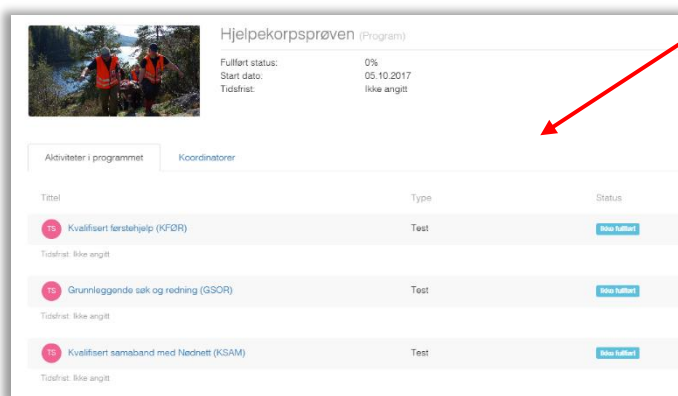 Hjelpekorpsprøven (Program)
Fullført status: 0%
Start dato: 05.10.2017
Tidsfrist: Ikke angitt
Aktiviteter i programmet Koordinatorer
Tittel Type Status
TS Kvalifisert førstehjelp (KFØR) Test Ikke fullført
Tidsfrist: Ikke angitt
TS Grunnleggende søk og redning (GSOR) Test Ikke fullført
Tidsfrist: Ikke angitt
TS Kvalifisert samaband med Nødnett (KSAM) Test Ikke fullført
Tidsfrist: Ikke angitt